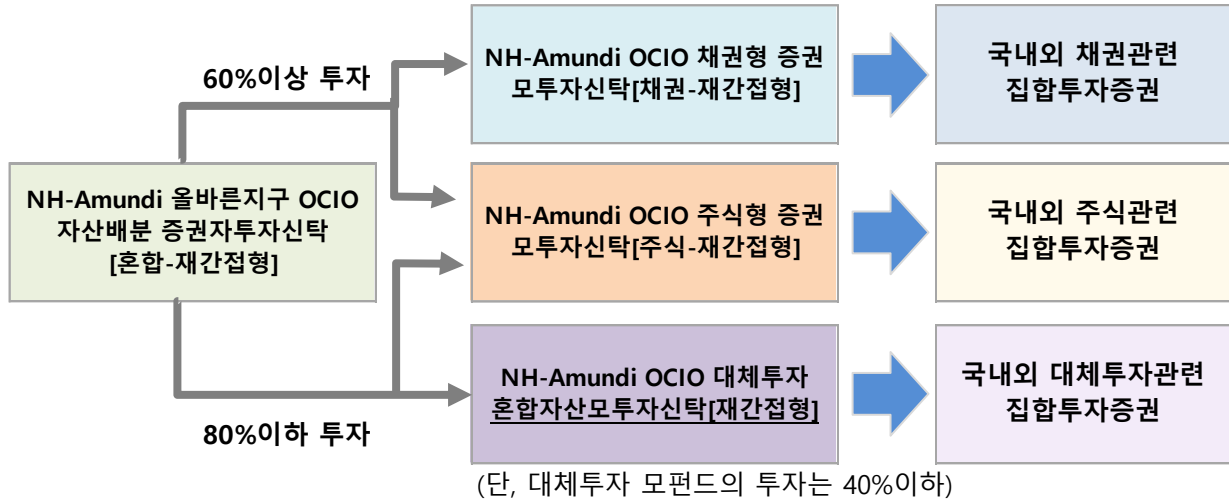 60%이상 투자
NH-Amundi OCIO 채권형 증권
모투자신탁[채권-재간접형]
국내외 채권관련
집합투자증권
NH-Amundi 올바른지구 OCIO
자산배분 증권자투자신탁
[혼합-재간접형]
NH-Amundi OCIO 주식형 증권
모투자신탁[주식-재간접형]
국내외 주식관련
집합투자증권
NH-Amundi OCIO 대체투자
혼합자산모투자신탁[재간접형]
국내외 대체투자관련
집합투자증권
80%이하 투자
(단, 대체투자 모펀드의 투자는 40%이하)